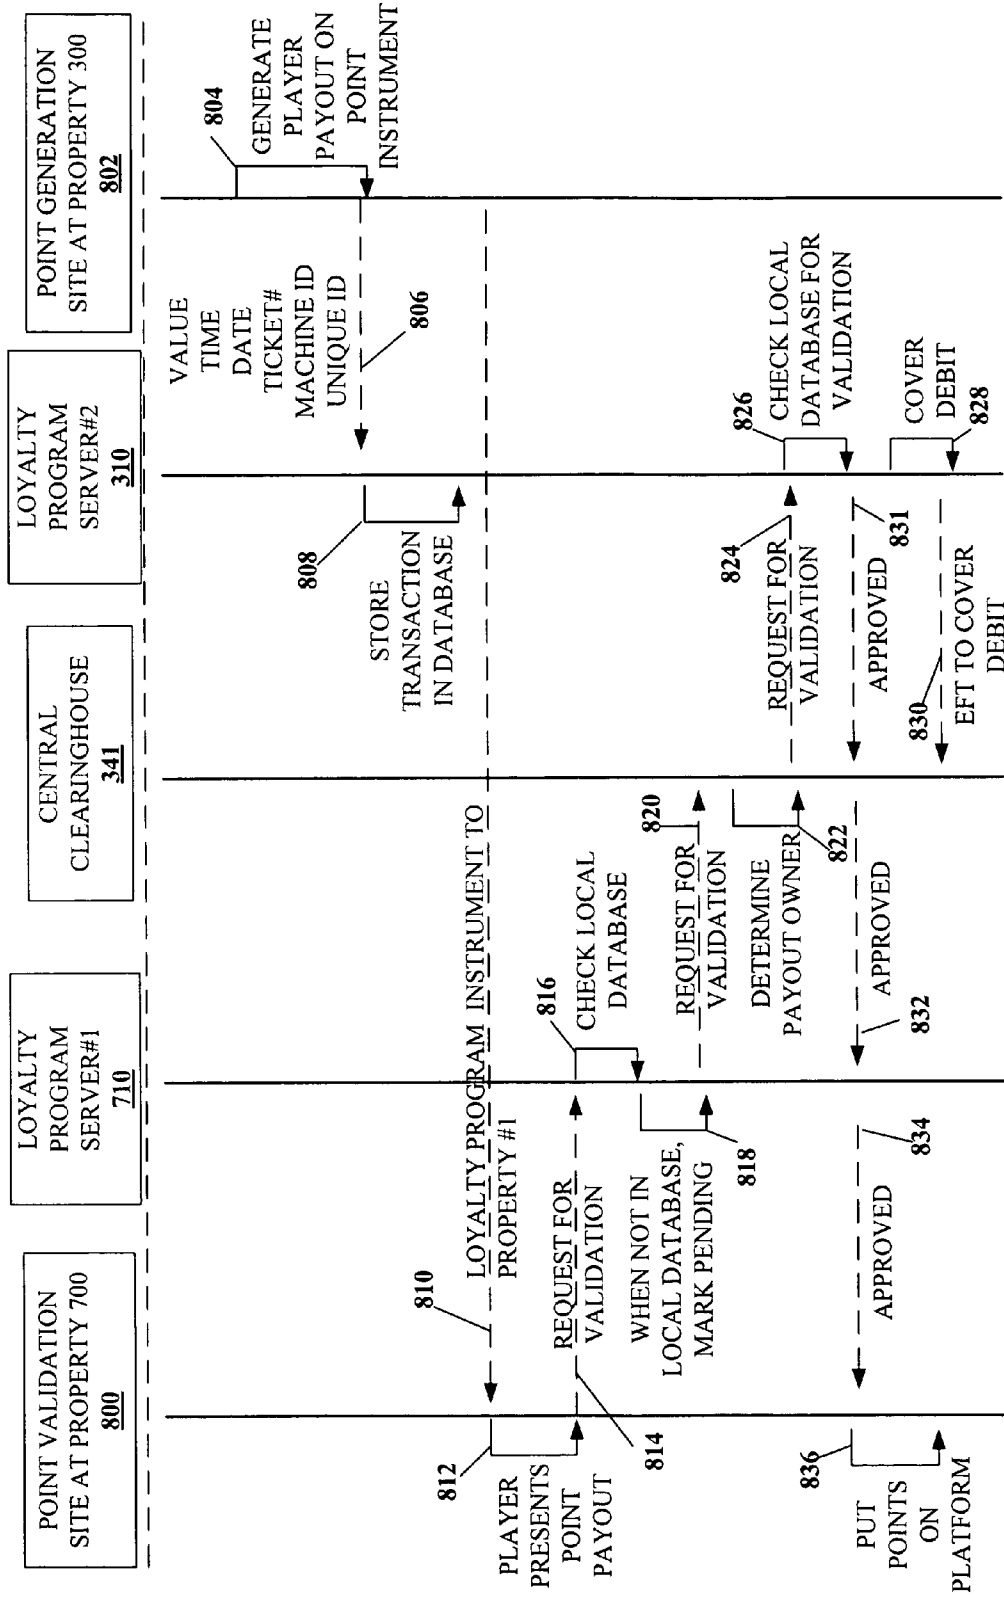 POINT VALIDATION
SITE AT PROPERTY 700
800
LOYALTY
PROGRAM
SERVER#1
710
CENTRAL
CLEARINGHOUSE
341
LOYALTY
PROGRAM
SERVER#2
310
POINT GENERATION
SITE AT PROPERTY 300
802
804
GENERATE
PLAYER
PAYOUT ON
POINT
INSTRUMENT
VALUE
TIME
DATE
TICKET#
MACHINE ID
UNIQUE ID
806
808
STORE
TRANSACTION
IN DATABASE
810
LOYALTY PROGRAM INSTRUMENT TO
PROPERTY #1
812
PLAYER
PRESENTS
POINT
PAYOUT
814
REQUEST FOR
VALIDATION
816
CHECK LOCAL
DATABASE
WHEN NOT IN
LOCAL DATABASE,
MARK PENDING
818
820
REQUEST FOR
VALIDATION
DETERMINE
PAYOUT OWNER
822
824
REQUEST FOR
VALIDATION
826
CHECK LOCAL
DATABASE FOR
VALIDATION
831
APPROVED
COVER
DEBIT
828
830
EFT TO COVER
DEBIT
832
APPROVED
834
APPROVED
836
PUT
POINTS
ON
PLATFORM